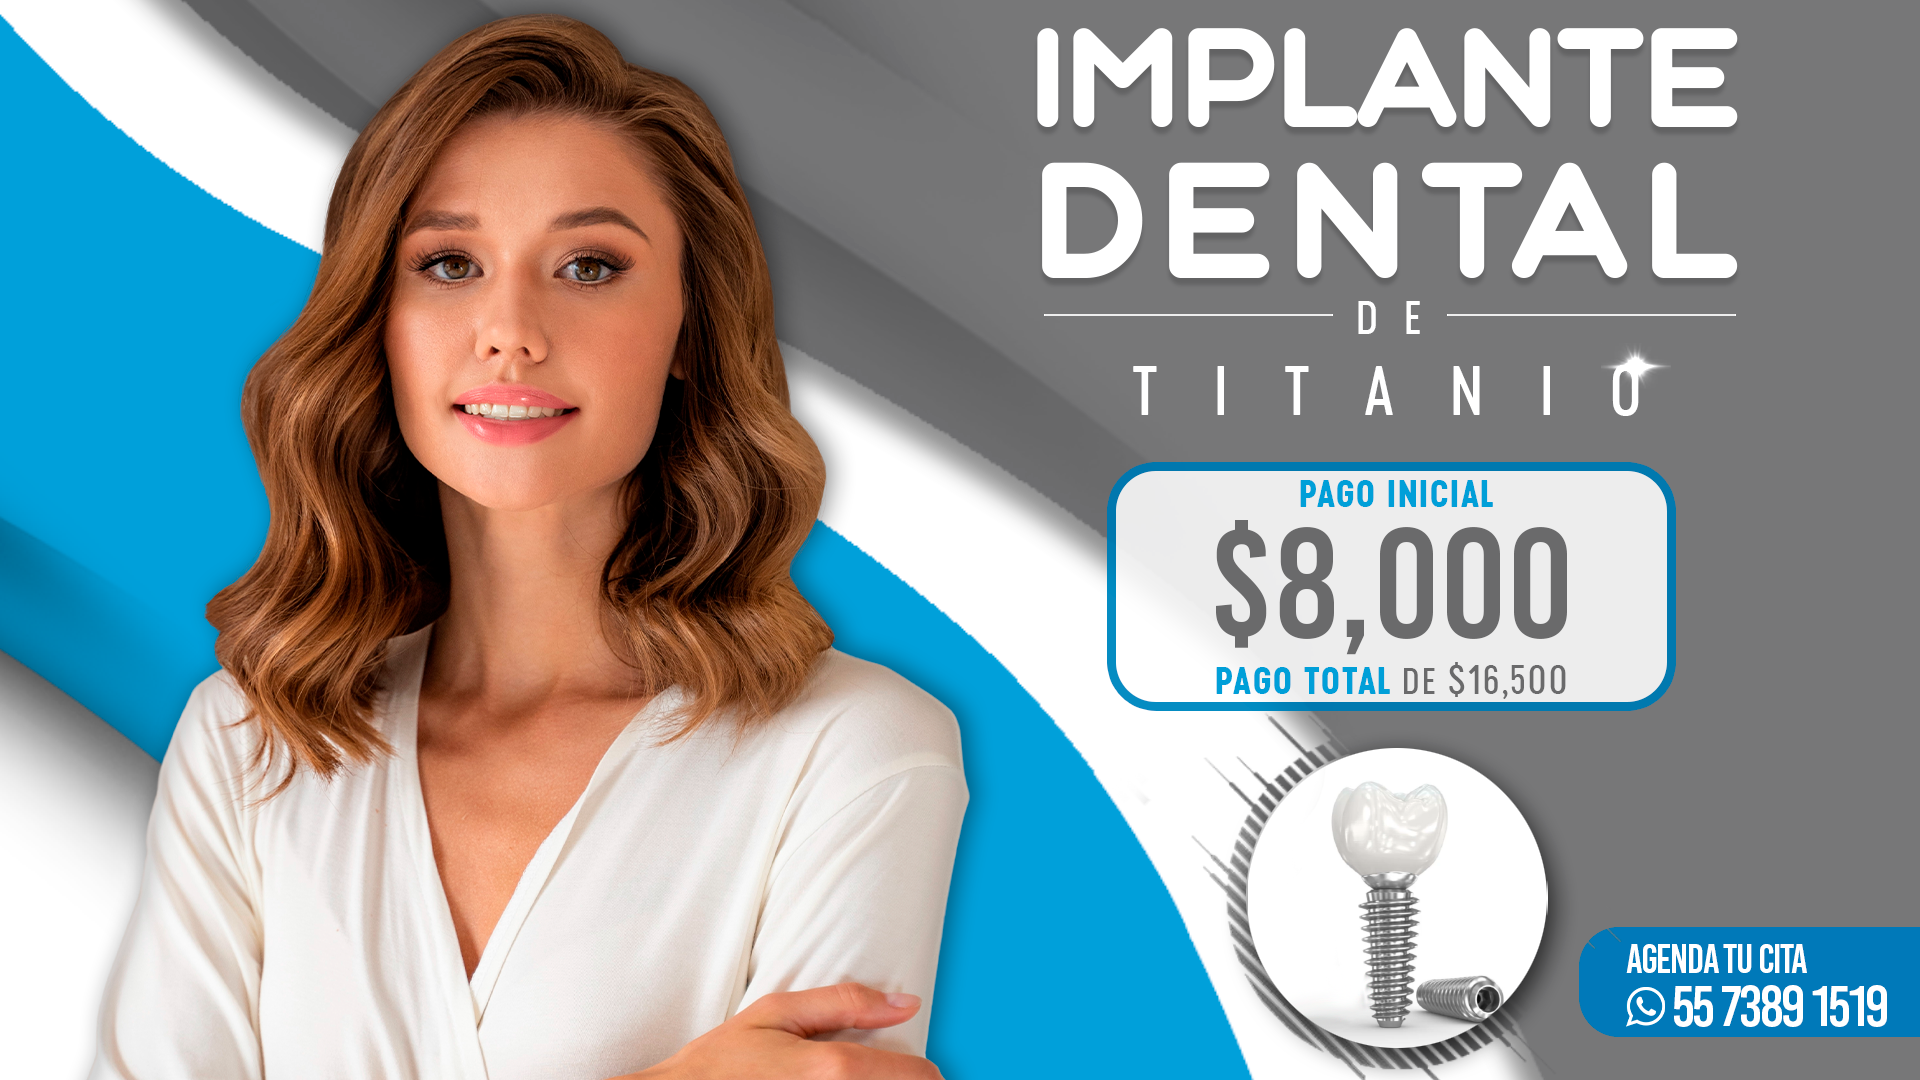 IMPLANTE
DENTAL
DE
TITANIO
PAGO INICIAL
$8,000
PAGO TOTAL DE $16,500
AGENDA TU CITA
55 7389 1519